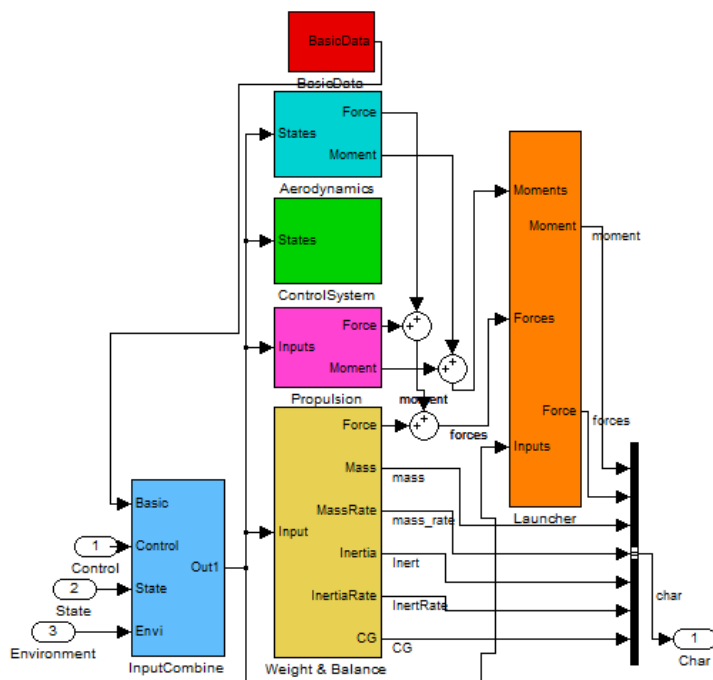 BasicData
BasicData
Force
States
Moment
Aerodynamics
States
ControlSystem
Force
Inputs
Moment
Propulsion
moment
Force
forces
Mass
mass
MassRate
mass_rate
Input
Inertia
Inert
InertiaRate
InertRate
CG
CG
Weight & Balance
Moments
Moment
moment
Forces
Force
forces
Inputs
Launcher
Basic
1
Control
Control
Out1
2
State
State
3
Envi
Environment
InputCombine
char
1
Char
+
+
+
+
+
+